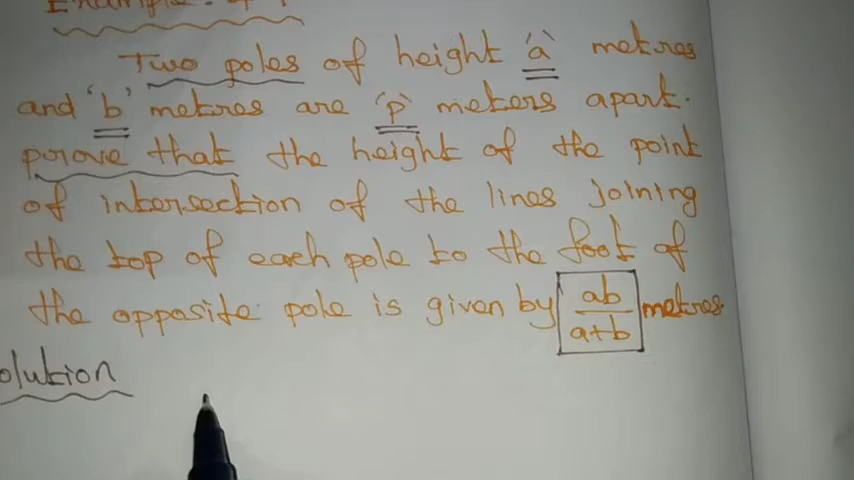 Two poles of height 'a' metres
and 'b' metres are 'p' meters apart.
prove that the height of the point
of intersection of the lines joining
the top of each pole to the foot of
the opposite pole is given by ab/a+b metres
olution